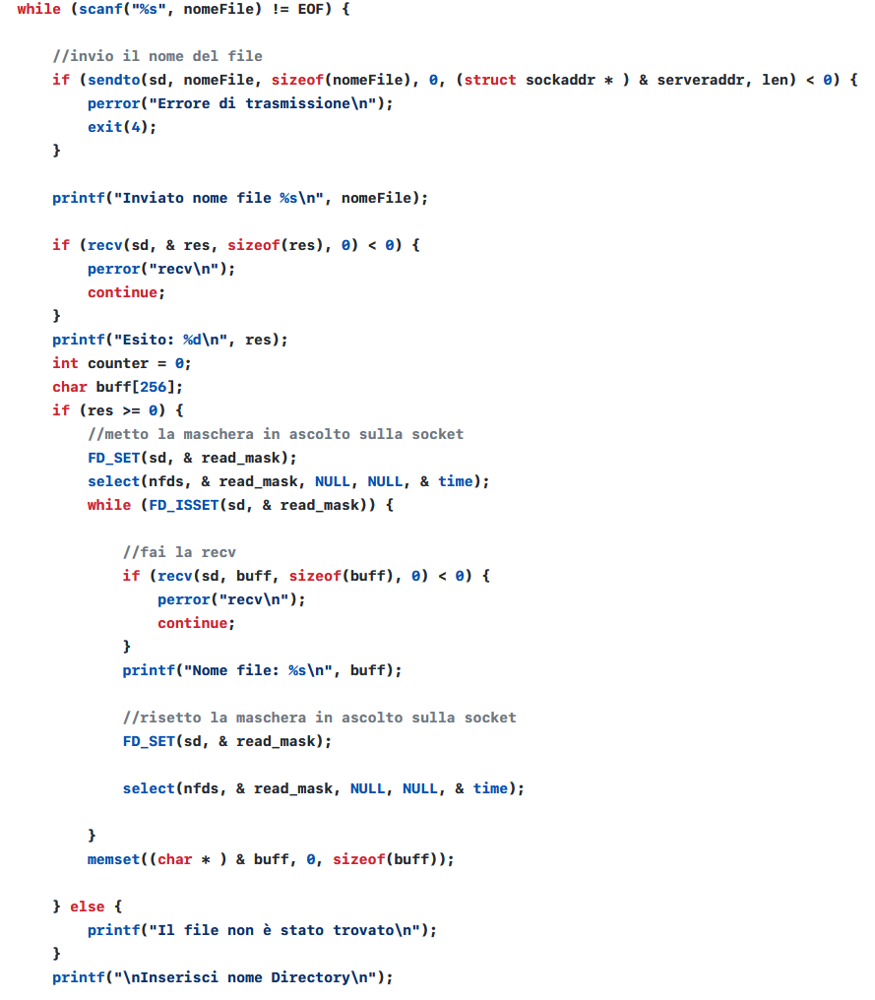 while (scanf("%s", nomeFile) != EOF) {
//invio il nome del file
if (sendto(sd, nomeFile, sizeof(nomeFile), 0, (struct sockaddr * ) & serveraddr, len) < 0) {
perror("Errore di trasmissione\n");
exit(4);
}
printf("Inviato nome file %s\n", nomeFile);
if (recv(sd, & res, sizeof(res), 0) < 0) {
perror("recv\n");
continue;
}
printf("Esito: %d\n", res);
int counter = 0;
char buff[256];
if (res >= 0) {
//metto la maschera in ascolto sulla socket
FD_SET(sd, & read_mask);
select(nfds, & read_mask, NULL, NULL, & time);
while (FD_ISSET(sd, & read_mask)) {
//fai la recv
if (recv(sd, buff, sizeof(buff), 0) < 0) {
perror("recv\n");
continue;
}
printf("Nome file: %s\n", buff);
//risetto la maschera in ascolto sulla socket
FD_SET(sd, & read_mask);
select(nfds, & read_mask, NULL, NULL, & time);
}
memset((char * ) & buff, 0, sizeof(buff));
} else {
printf("Il file non è stato trovato\n");
}
printf("\nInserisci nome Directory\n");